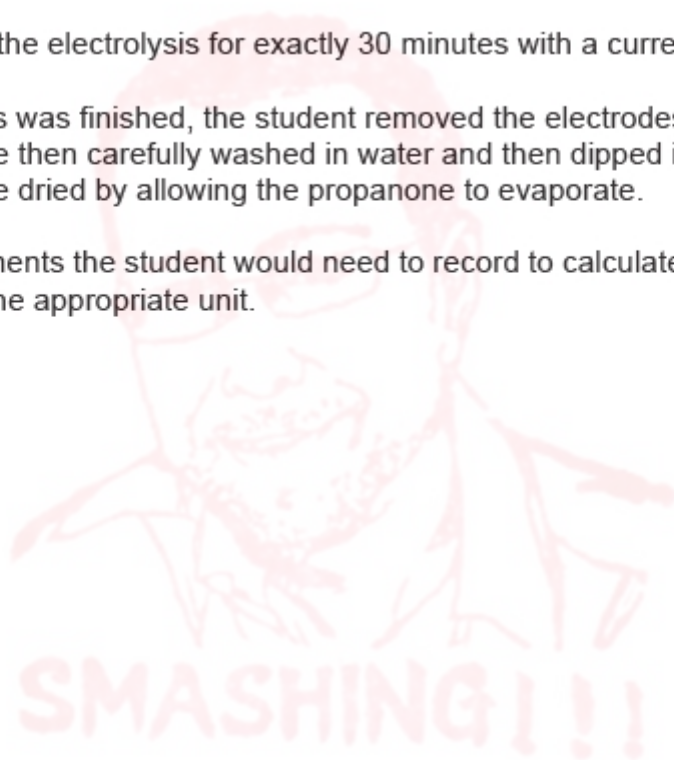 the electrolysis for exactly 30 minutes with a curre
s was finished, the student removed the electrodes
e then carefully washed in water and then dipped i
e dried by allowing the propanone to evaporate.
nents the student would need to record to calculate
ne appropriate unit.
SMASHING!!!